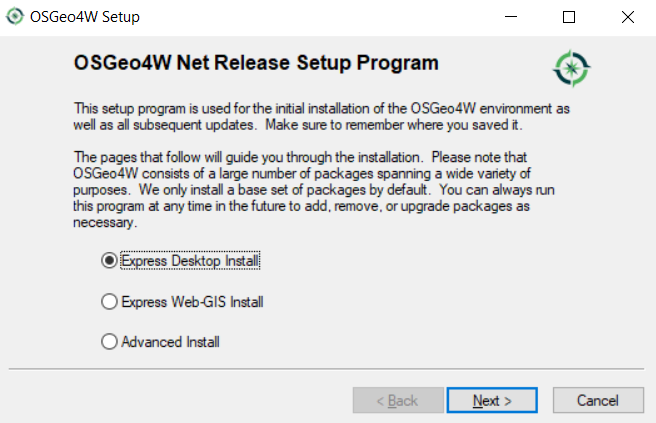 OSGeo4W Setup
OSGeo4W Net Release Setup Program
This setup program is used for the initial installation of the OSGeo4W environment as
well as all subsequent updates.  Make sure to remember where you saved it.
The pages that follow will guide you through the installation.  Please note that
OSGeo4W consists of a large number of packages spanning a wide variety of
purposes.  We only install a base set of packages by default.  You can always run
this program at any time in the future to add, remove, or upgrade packages as
necessary.
Express Desktop Install
Express Web-GIS Install
Advanced Install
< Back
Next >
Cancel